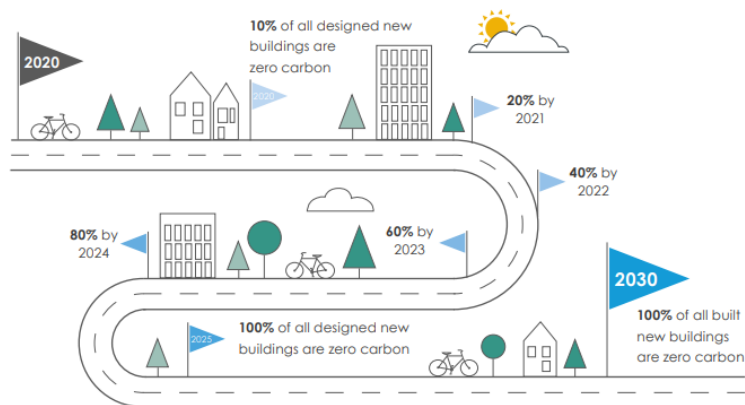 2020
10% of all designed new
buildings are
zero carbon
2020
20% by
2021
40% by
2022
60% by
2023
80% by
2024
2025
100% of all designed new
buildings are zero carbon
2030
100% of all built
new buildings
are zero carbon